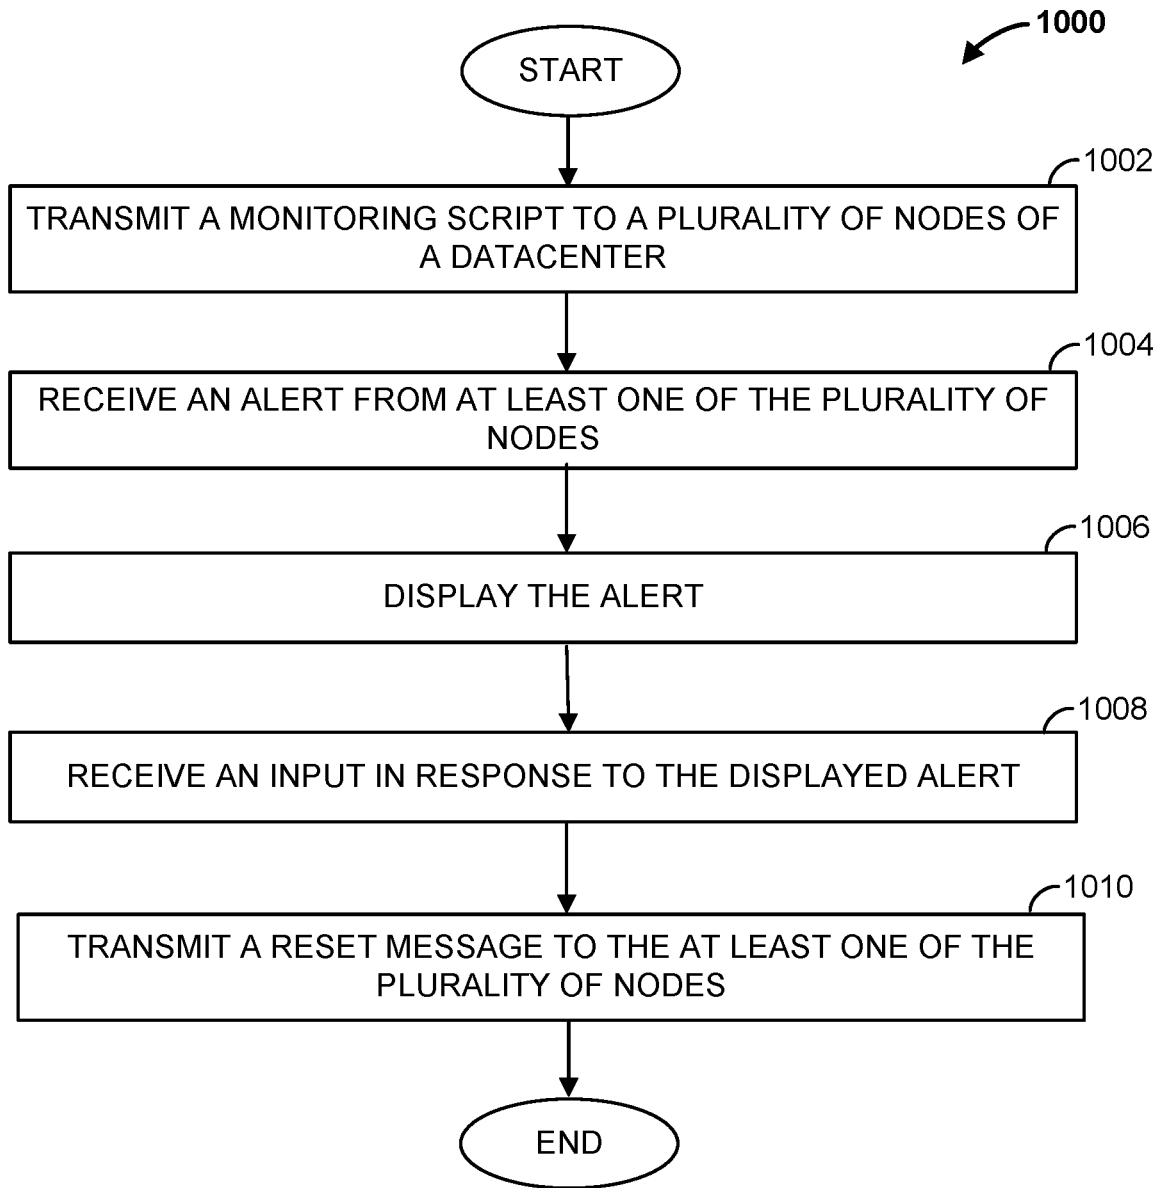 1000
START
1002
TRANSMIT A MONITORING SCRIPT TO A PLURALITY OF NODES OF
A DATACENTER
1004
RECEIVE AN ALERT FROM AT LEAST ONE OF THE PLURALITY OF
NODES
1006
DISPLAY THE ALERT
1008
RECEIVE AN INPUT IN RESPONSE TO THE DISPLAYED ALERT
1010
TRANSMIT A RESET MESSAGE TO THE AT LEAST ONE OF THE
PLURALITY OF NODES
END